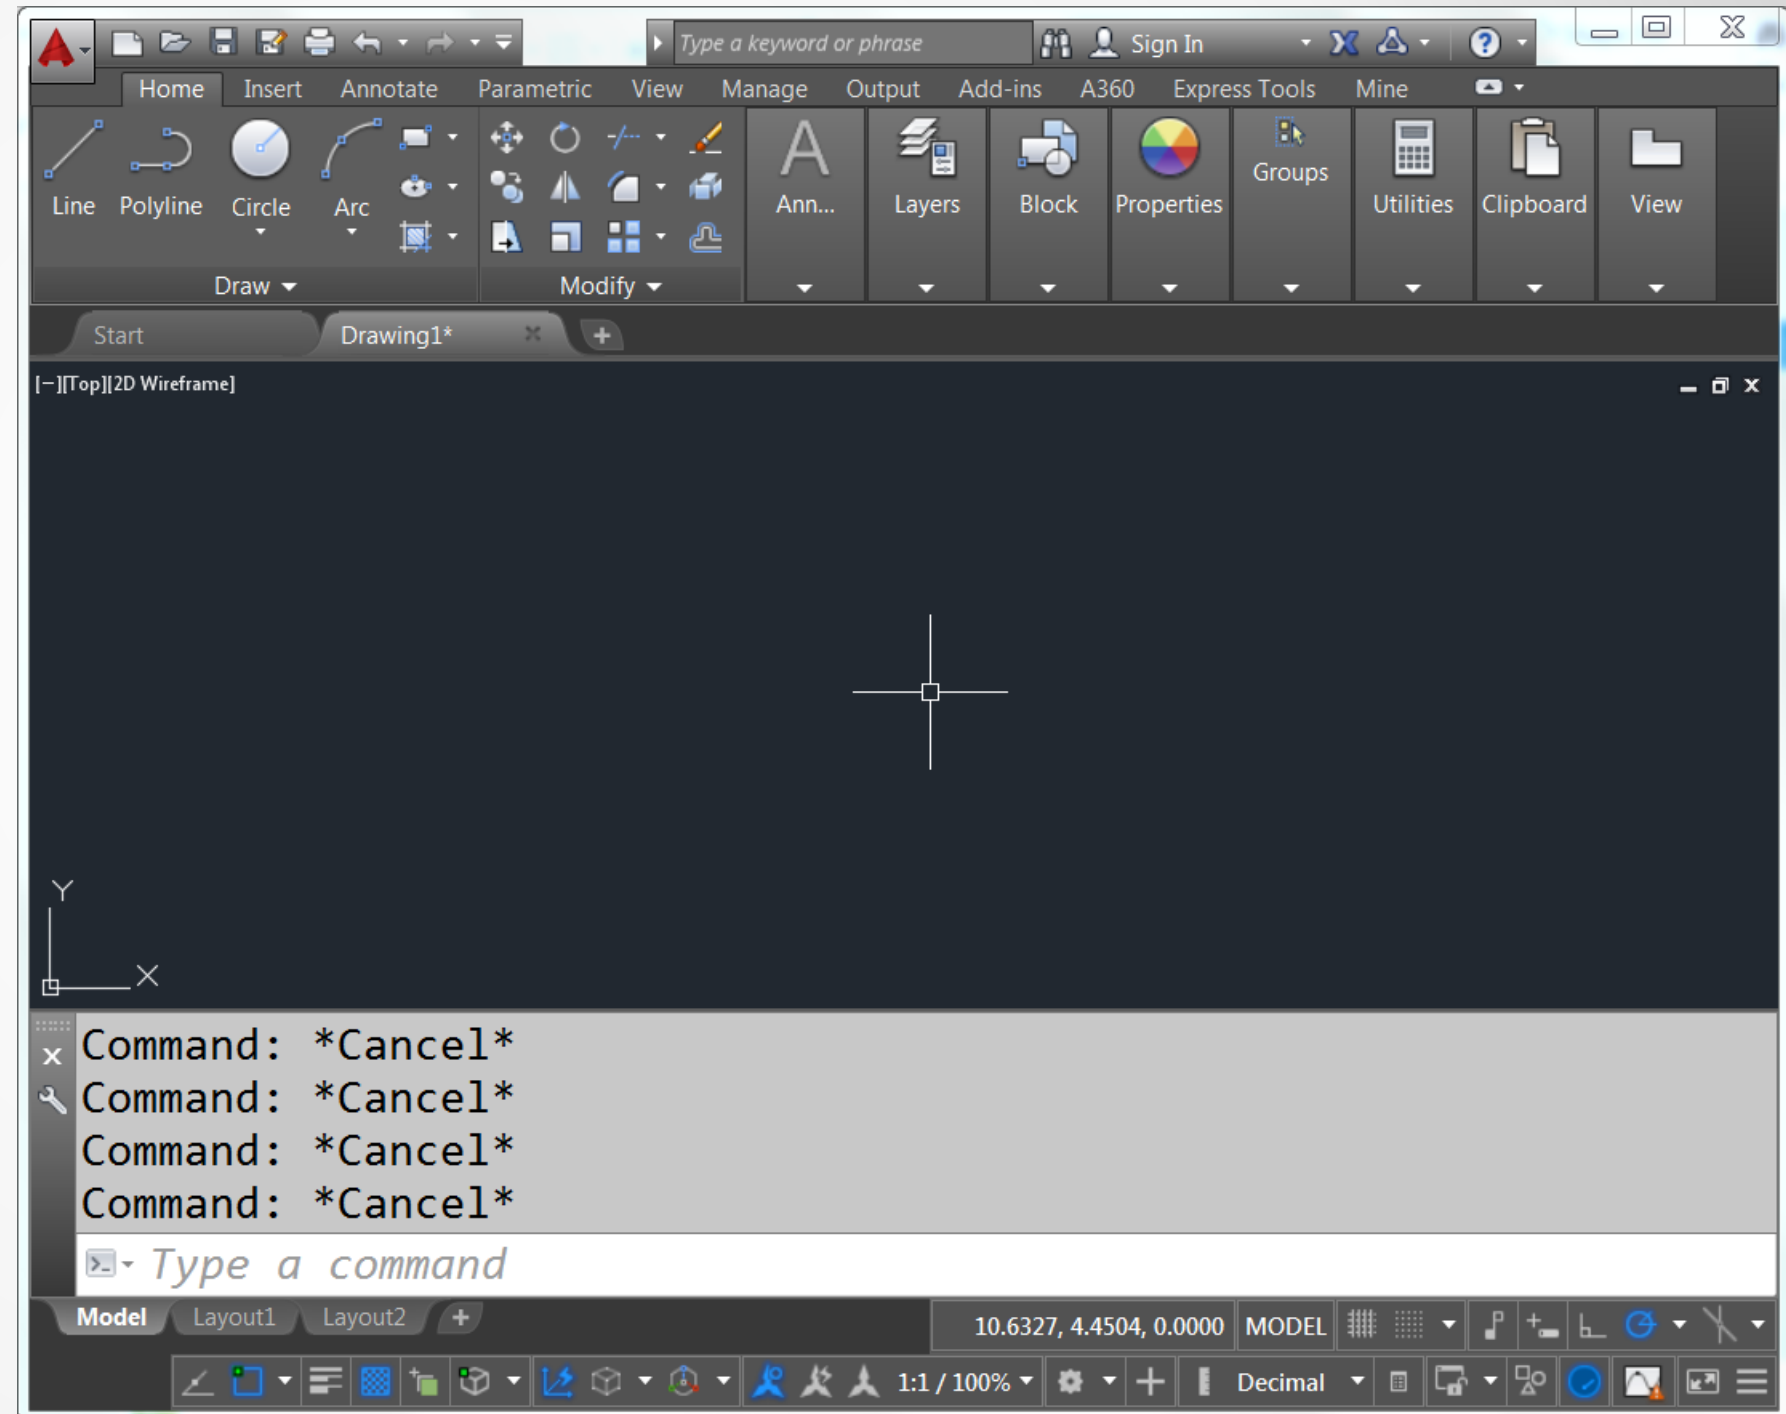 Type a keyword or phrase Sign In
Home Insert Annotate Parametric View Manage Output Add-ins A360 Express Tools Mine
Line Polyline Circle Arc Ann... Layers Block Properties Groups Utilities Clipboard View
Draw Modify
Start Drawing1*
[−][Top][2D Wireframe]
Y
X
Command: *Cancel*
Command: *Cancel*
Command: *Cancel*
Command: *Cancel*
Type a command
Model Layout1 Layout2 + 10.6327, 4.4504, 0.0000 MODEL
1:1 / 100% Decimal